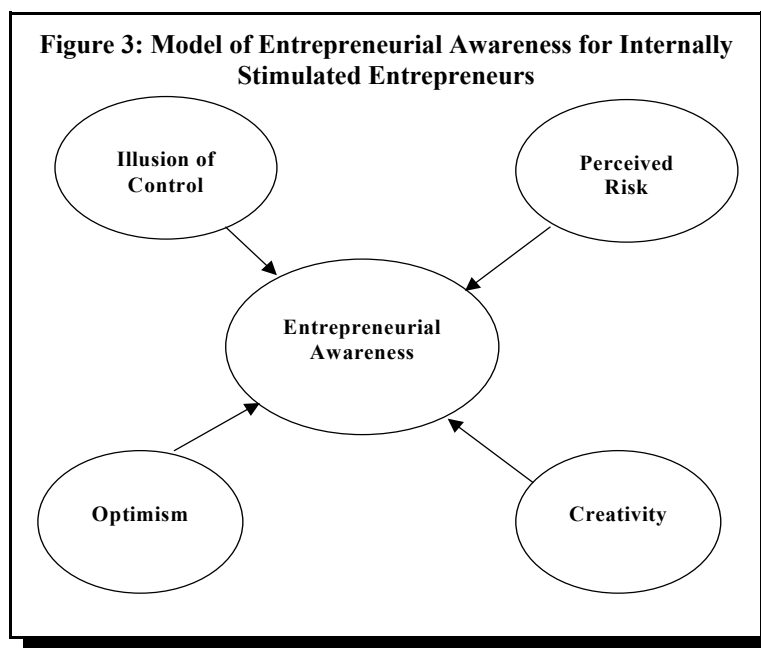 Figure 3: Model of Entrepreneurial Awareness for Internally
Stimulated Entrepreneurs
Illusion of
Control
Perceived
Risk
Entrepreneurial
Awareness
Optimism
Creativity